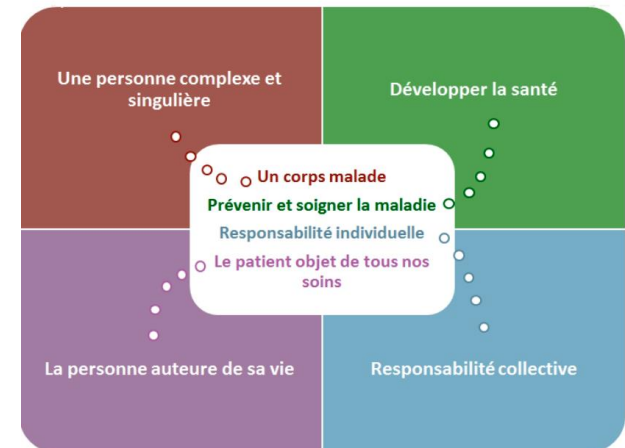 Une personne complexe et
singulière
Développer la santé
Un corps malade
Prévenir et soigner la maladie
Responsabilité individuelle
Le patient objet de tous nos
soins
La personne auteure de sa vie
Responsabilité collective